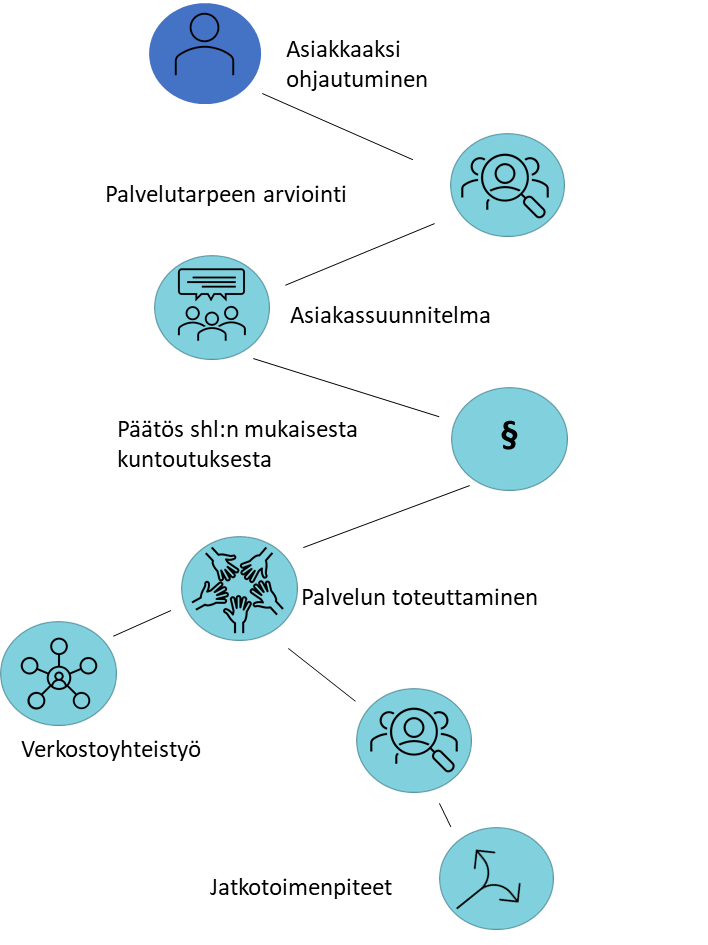 Asiakkaaksi
ohjautuminen
Palvelutarpeen arviointi
Asiakassuunnitelma
Päätös shl:n mukaisesta
kuntoutuksesta
§
Palvelun toteuttaminen
Verkostoyhteistyö
Jatkotoimenpiteet